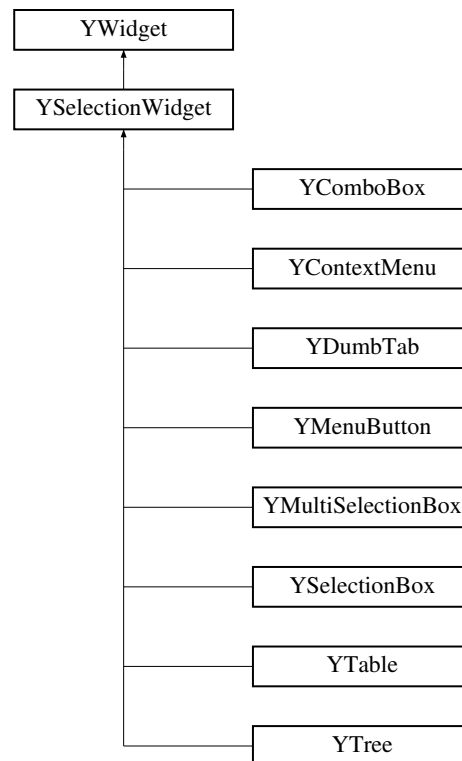 YWidget
YSelectionWidget
YComboBox
YContextMenu
YDumbTab
YMenuButton
YMultiSelectionBox
YSelectionBox
YTable
YTree